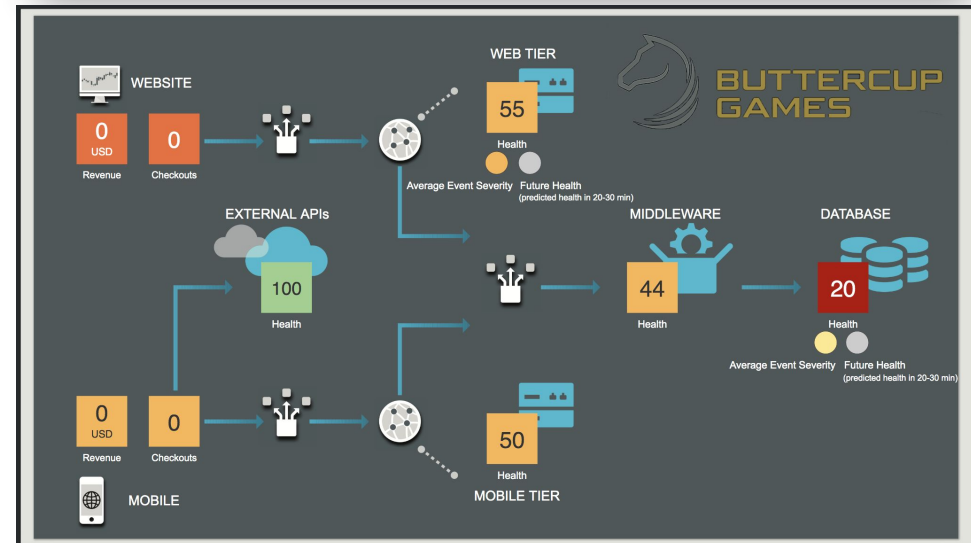 WEB TIER
WEBSITE
BUTTERCUP
GAMES
0
USD
0
55
Revenue
Checkouts
Health
Average Event Severity
Future Health
(predicted health in 20-30 min)
EXTERNAL APIs
MIDDLEWARE
DATABASE
100
44
20
Health
Health
Health
Average Event Severity
Future Health
(predicted health in 20-30 min)
0
USD
0
50
Revenue
Checkouts
Health
MOBILE
MOBILE TIER